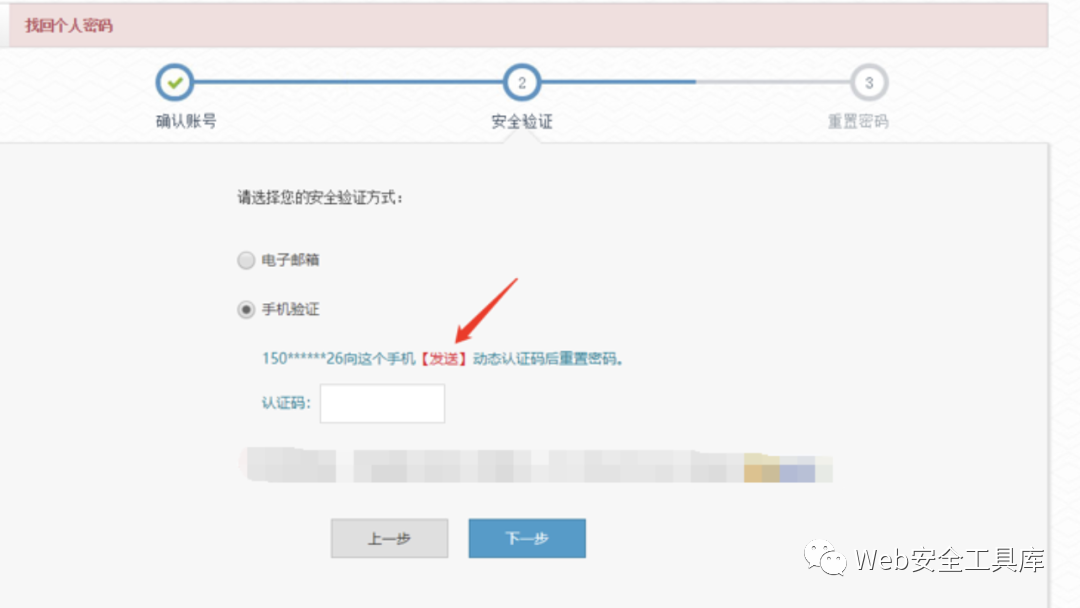 找回个人密码
2
3
确认账号
安全验证
重置密码
请选择您的安全验证方式：
电子邮箱
手机验证
150******26向这个手机【发送】动态认证码后重置密码。
认证码：
上一步
下一步
Web安全工具库